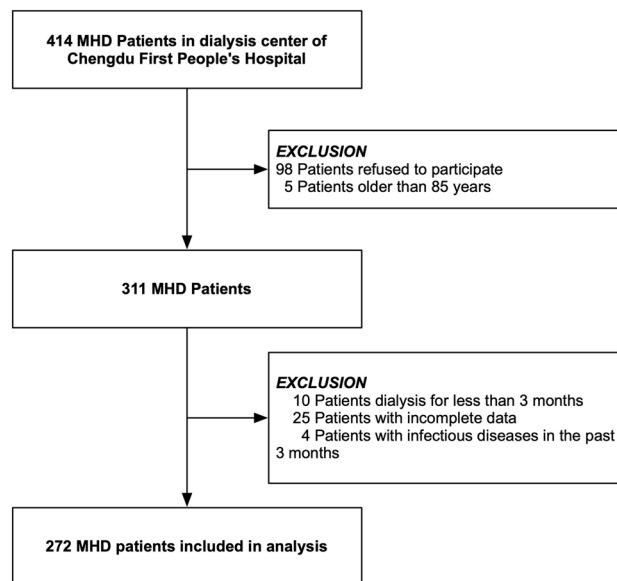 414 MHD Patients in dialysis center of
Chengdu First People's Hospital
EXCLUSION
98 Patients refused to participate
5 Patients older than 85 years
311 MHD Patients
EXCLUSION
10 Patients dialysis for less than 3 months
25 Patients with incomplete data
4 Patients with infectious diseases in the past
3 months
272 MHD patients included in analysis